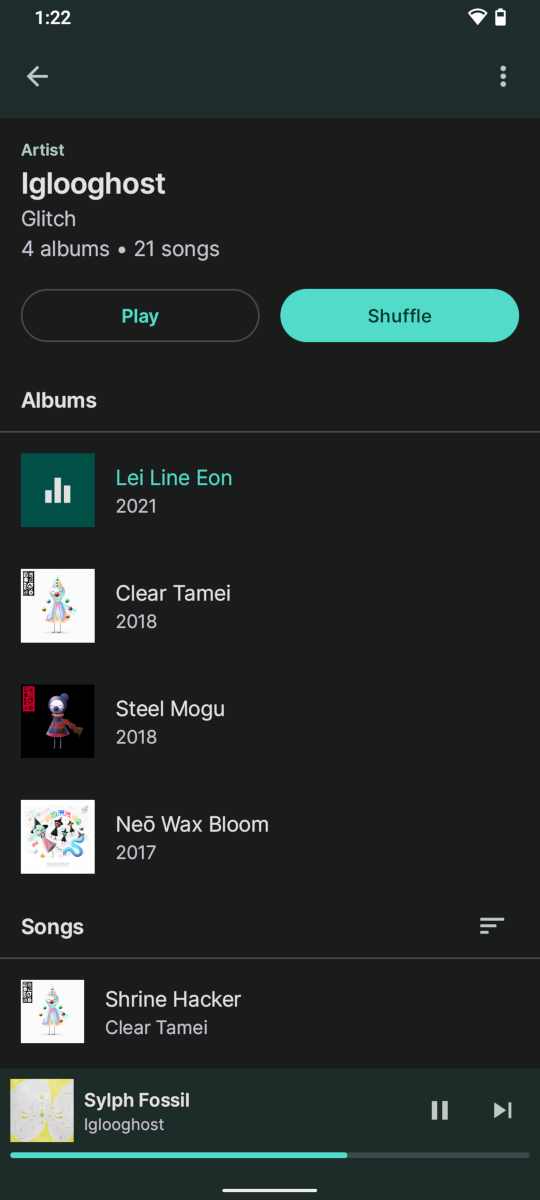 1:22
Artist
Iglooghost
Glitch
4 albums • 21 songs
Play
Shuffle
Albums
Lei Line Eon
2021
Clear Tamei
2018
Steel Mogu
2018
Neō Wax Bloom
2017
Songs
Shrine Hacker
Clear Tamei
Sylph Fossil
Iglooghost